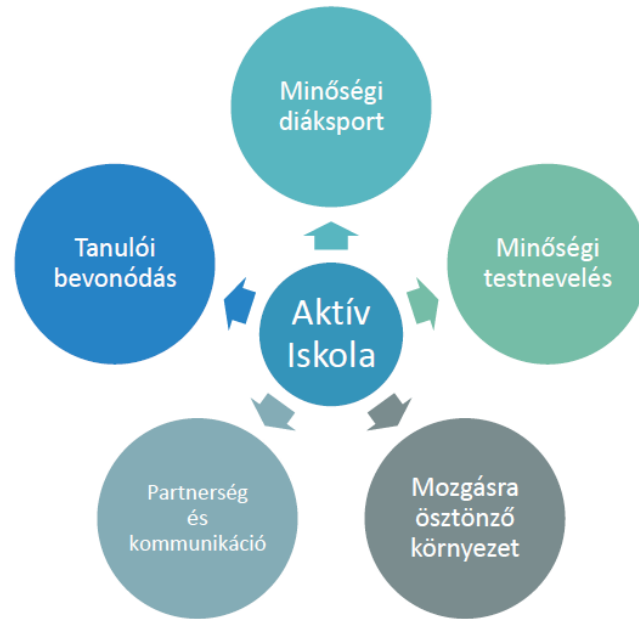 Minőségi
diáksport
Tanulói
bevonódás
Minőségi
testnevelés
Aktív
Iskola
Partnerség
és
kommunikáció
Mozgásra
ösztönző
környezet